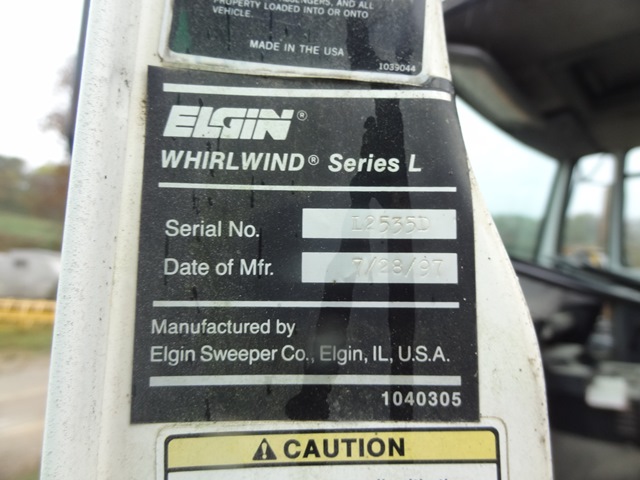 PROPERTY LOADED INTO OR ONTO
VEHICLE.
MADE IN THE USA
1039044
ELGIN®
WHIRLWIND® Series L
Serial No. L2535D
Date of Mfr. 7/28/97
Manufactured by
Elgin Sweeper Co., Elgin, IL, U.S.A.
1040305
⚠ CAUTION